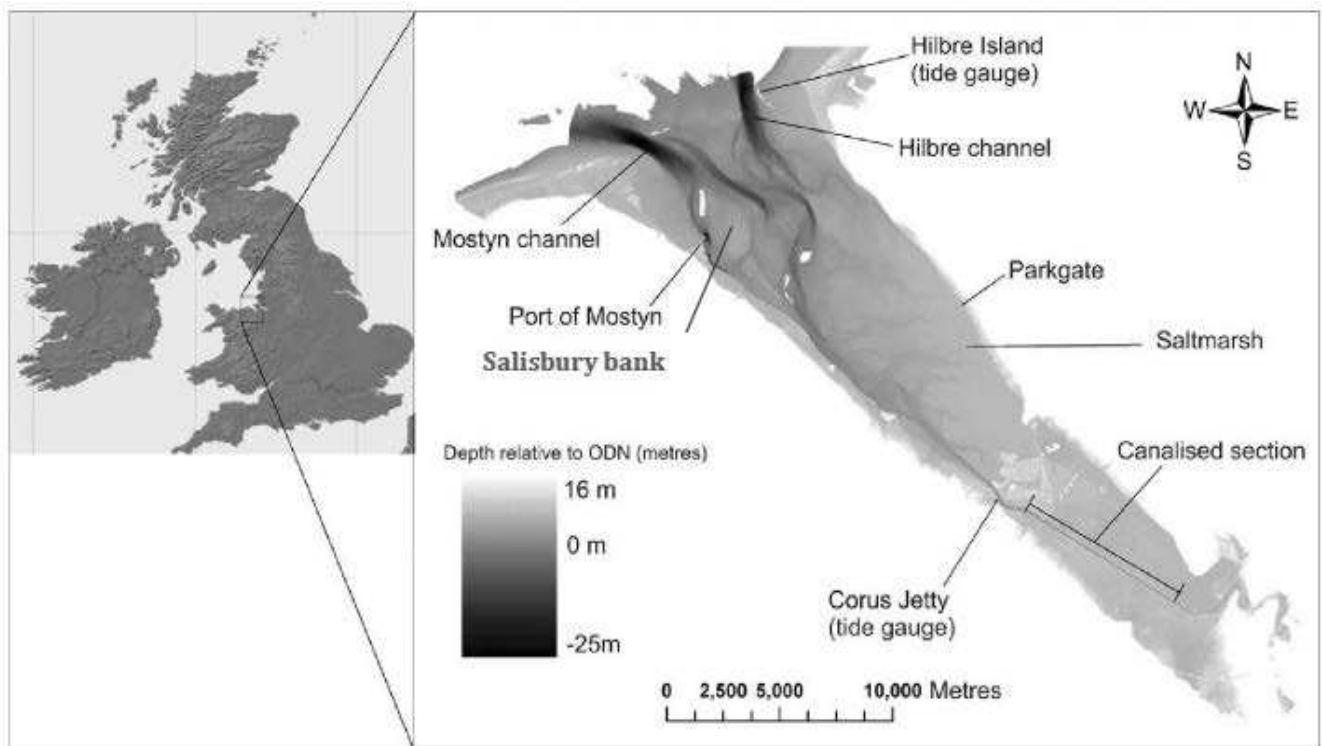 Hilbre Island
(tide gauge)
N
W E
S
Hilbre channel
Mostyn channel
Parkgate
Port of Mostyn
Saltmarsh
Salisbury bank
Depth relative to ODN (metres)
Canalised section
16 m
0 m
-25m
Corus Jetty
(tide gauge)
0 2,500 5,000 10,000 Metres